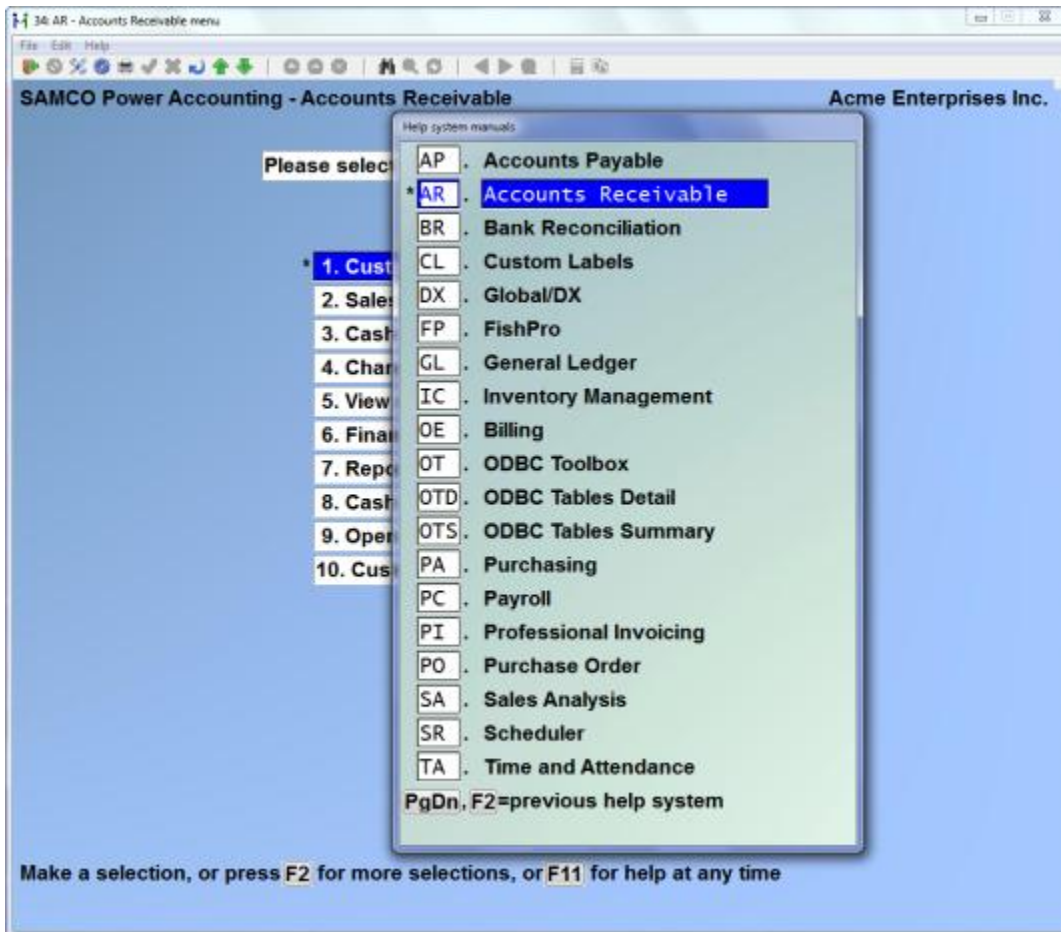 34: AR - Accounts Receivable menu
File Edit Help
SAMCO Power Accounting - Accounts Receivable
Acme Enterprises Inc.
Please selec
* 1. Cust
2. Sale
3. Cash
4. Char
5. View
6. Finan
7. Repo
8. Cash
9. Open
10. Cus
Help system manuals
AP . Accounts Payable
* AR . Accounts Receivable
BR . Bank Reconciliation
CL . Custom Labels
DX . Global/DX
FP . FishPro
GL . General Ledger
IC . Inventory Management
OE . Billing
OT . ODBC Toolbox
OTD. ODBC Tables Detail
OTS. ODBC Tables Summary
PA . Purchasing
PC . Payroll
PI . Professional Invoicing
PO . Purchase Order
SA . Sales Analysis
SR . Scheduler
TA . Time and Attendance
PgDn, F2=previous help system
Make a selection, or press F2 for more selections, or F11 for help at any time